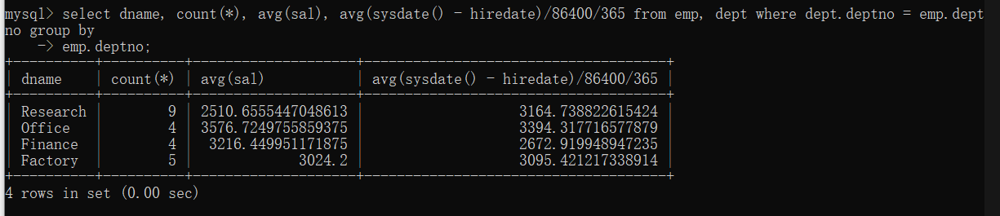 mysql> select dname, count(*), avg(sal), avg(sysdate() - hiredate)/86400/365 from emp, dept where dept.deptno = emp.dept
no group by
    -> emp.deptno;
+----------+----------+--------------------+-------------------------------------+
| dname    | count(*) | avg(sal)           | avg(sysdate() - hiredate)/86400/365 |
+----------+----------+--------------------+-------------------------------------+
| Research |        9 | 2510.6555447048613 |                   3164.738822615424 |
| Office   |        4 | 3576.7249755859375 |                   3394.317716577879 |
| Finance  |        4 |  3216.449951171875 |                   2672.919948947235 |
| Factory  |        5 |             3024.2 |                   3095.421217338914 |
+----------+----------+--------------------+-------------------------------------+
4 rows in set (0.00 sec)